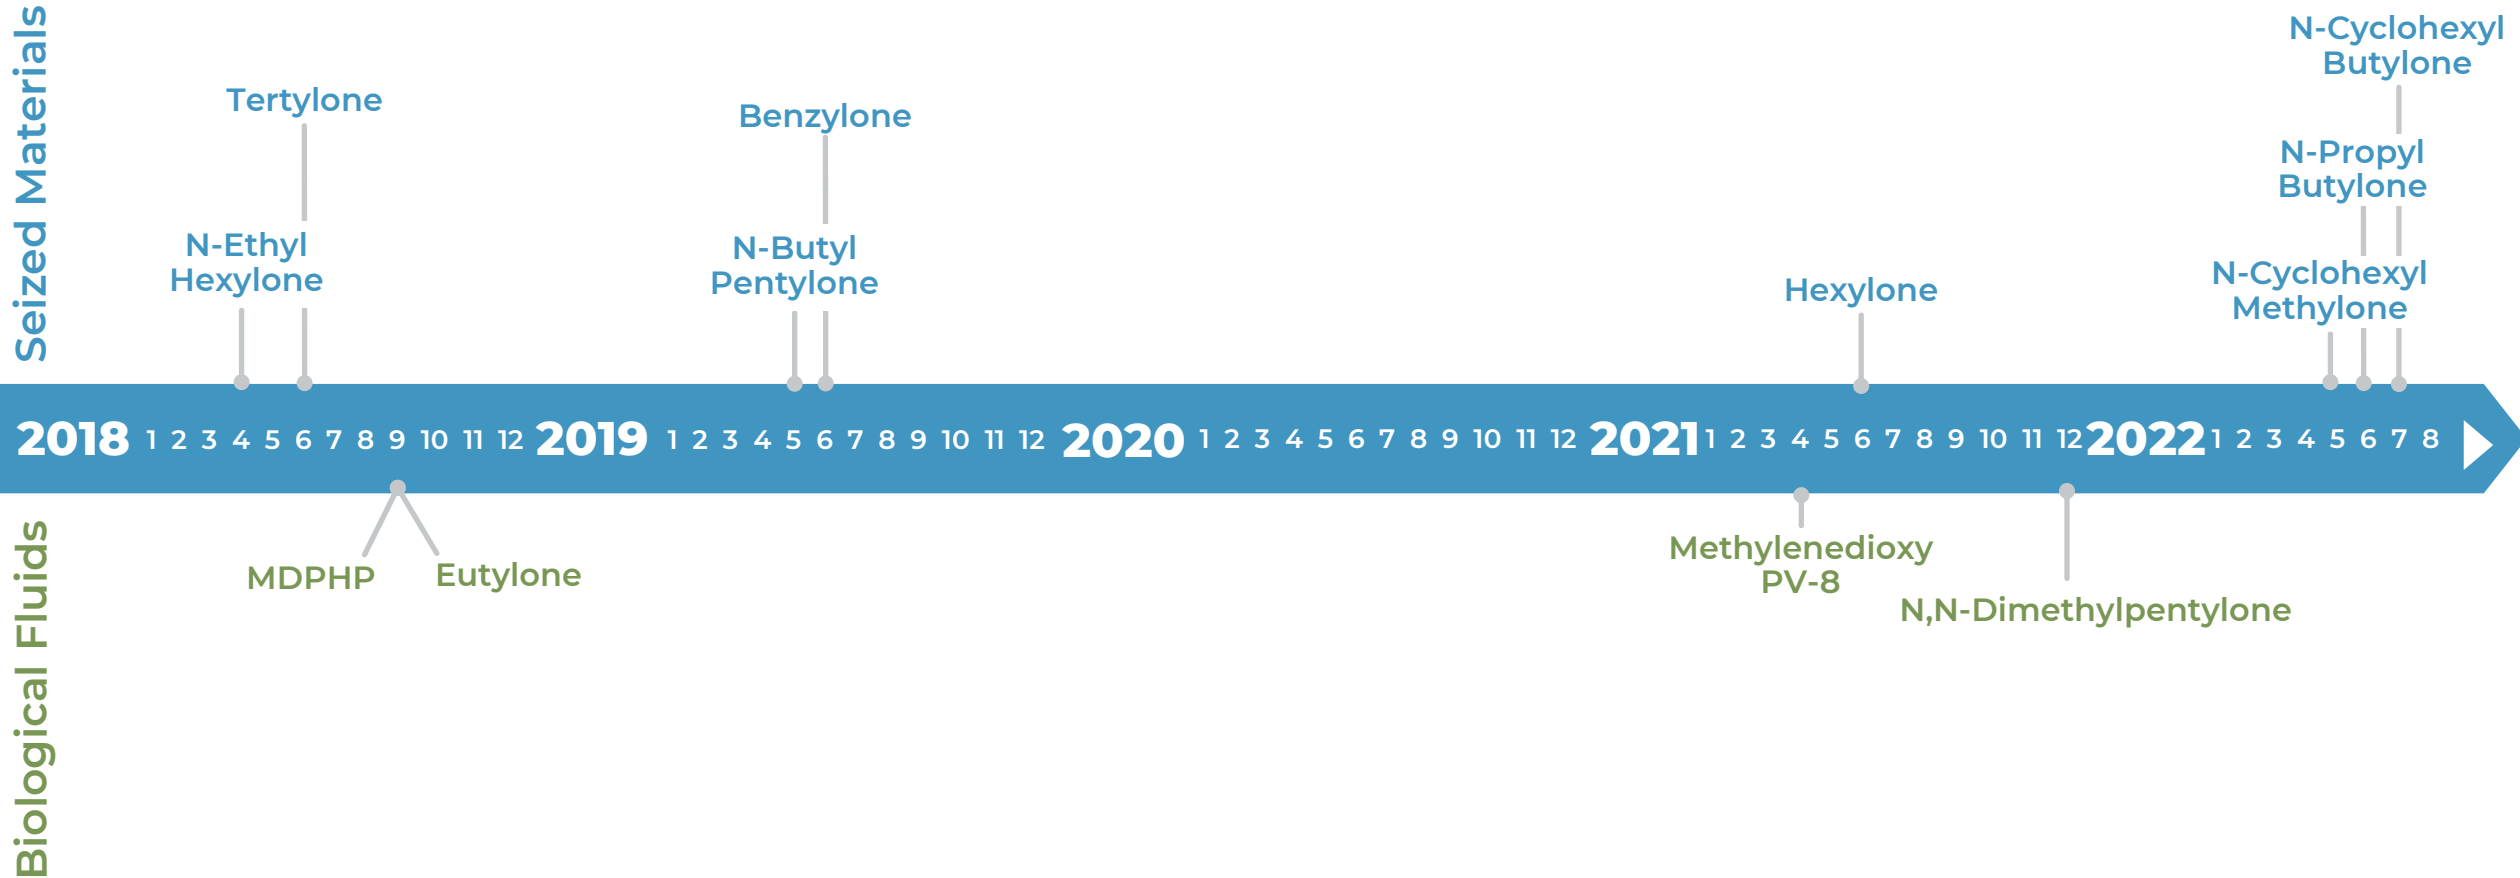 Seized Materials
Tertylone
N-Ethyl
Hexylone
Benzylone
N-Butyl
Pentylone
Hexylone
N-Cyclohexyl
Butylone
N-Propyl
Butylone
N-Cyclohexyl
Methylone
2018 1 2 3 4 5 6 7 8 9 10 11 12 2019 1 2 3 4 5 6 7 8 9 10 11 12 2020 1 2 3 4 5 6 7 8 9 10 11 12 2021 1 2 3 4 5 6 7 8 9 10 11 12 2022 1 2 3 4 5 6 7 8
Biological Fluids
MDPHP
Eutylone
Methylenedioxy
PV-8
N,N-Dimethylpentylone